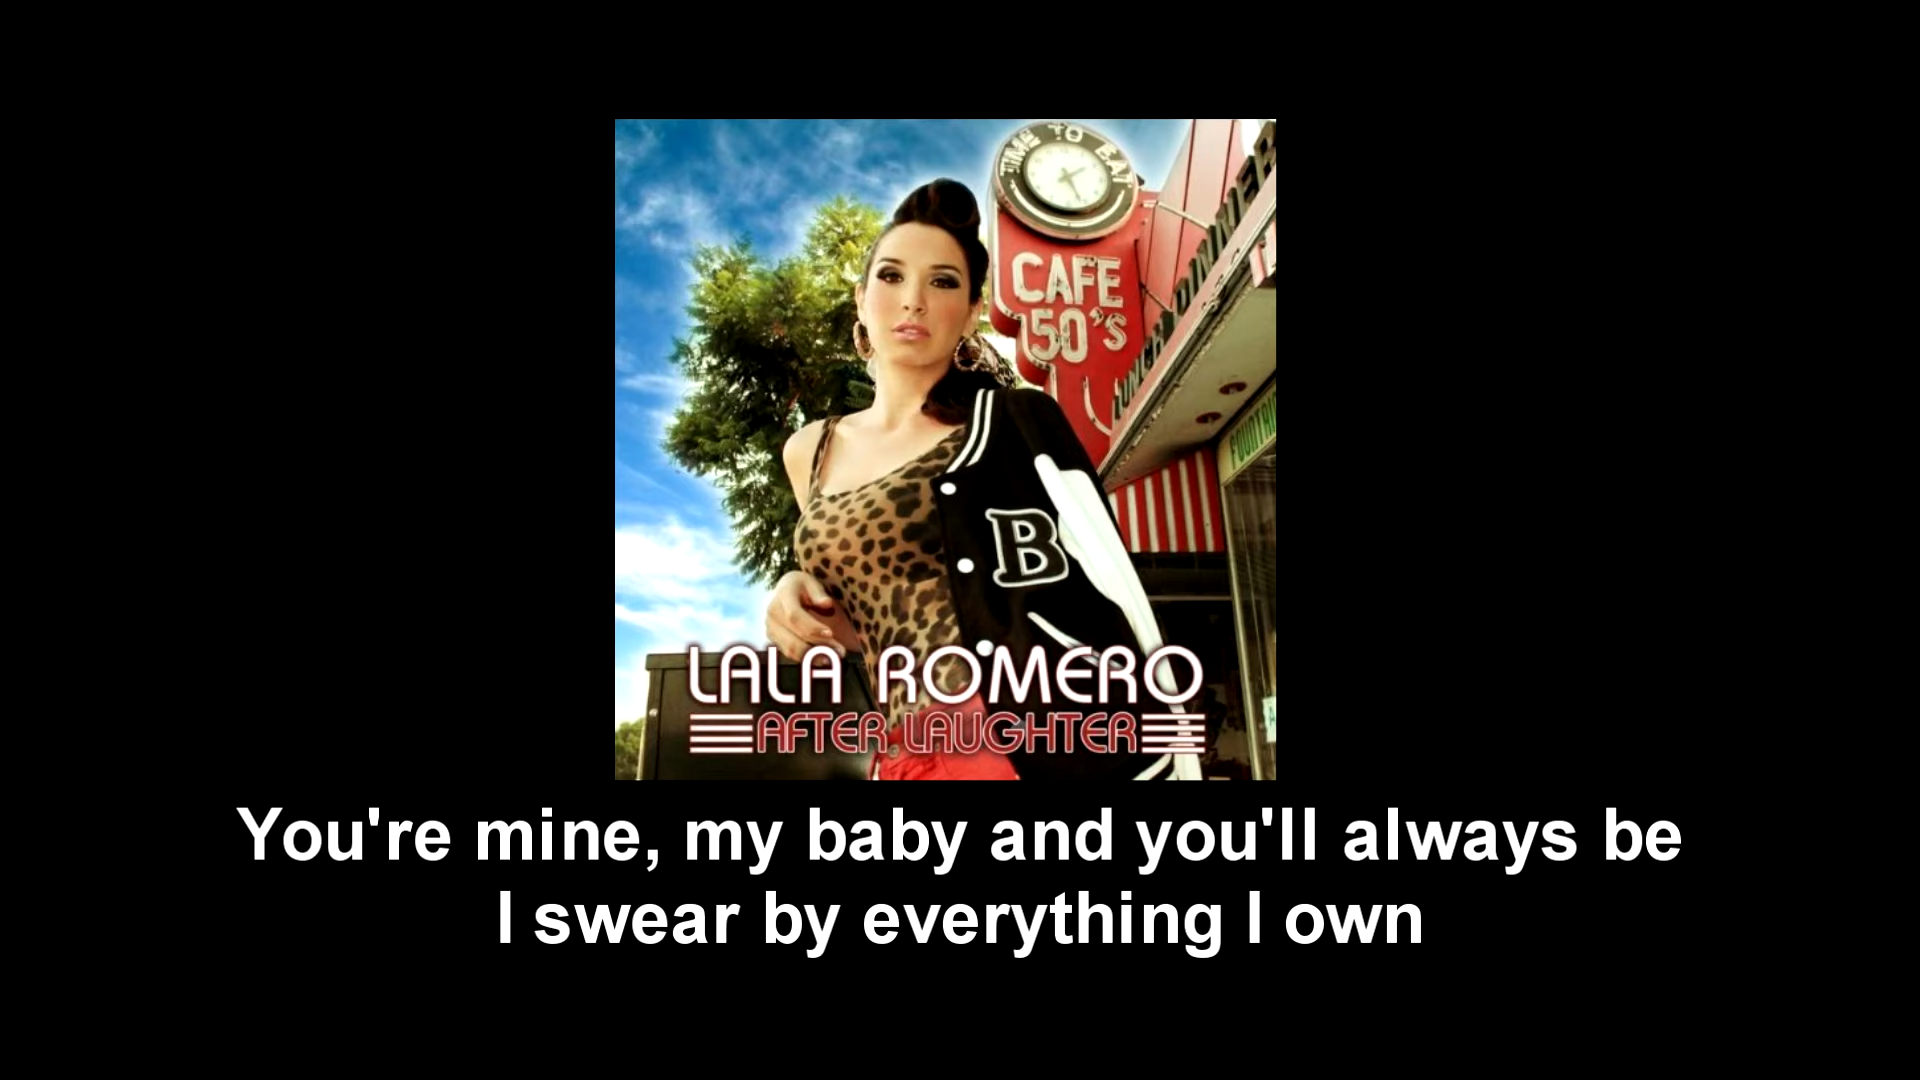 TIME TO EAT
CAFE
50'S
LUNCH DINNER
FOUNTAIN
B
LALA ROMERO
AFTER LAUGHTER
You're mine, my baby and you'll always be
I swear by everything I own